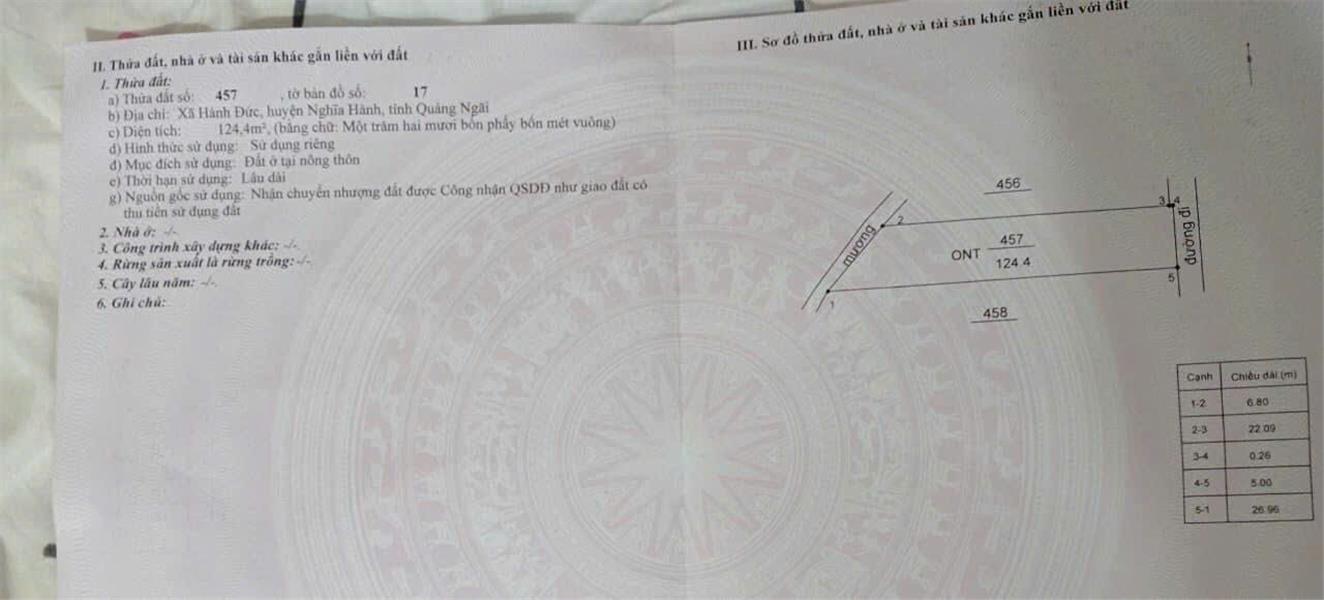 II. Thửa đất, nhà ở và tài sản khác gắn liền với đất
1. Thửa đất:
a) Thửa đất số: 457 , tờ bản đồ số: 17
b) Địa chỉ: Xã Hành Đức, huyện Nghĩa Hành, tỉnh Quảng Ngãi
c) Diện tích: 124,4m², (bằng chữ: Một trăm hai mươi bốn phẩy bốn mét vuông)
d) Hình thức sử dụng: Sử dụng riêng
đ) Mục đích sử dụng: Đất ở tại nông thôn
e) Thời hạn sử dụng: Lâu dài
g) Nguồn gốc sử dụng: Nhận chuyển nhượng đất được Công nhận QSDĐ như giao đất có
thu tiền sử dụng đất
2. Nhà ở: -/-
3. Công trình xây dựng khác: -/-
4. Rừng sản xuất là rừng trồng: -/-
5. Cây lâu năm: -/-
6. Ghi chú:
III. Sơ đồ thửa đất, nhà ở và tài sản khác gắn liền với đất
456
3 4
2
mương
đường đi
ONT 457
124.4
5
1
458
Cạnh Chiều dài (m)
1-2 6.80
2-3 22.09
3-4 0.26
4-5 5.00
5-1 26.96